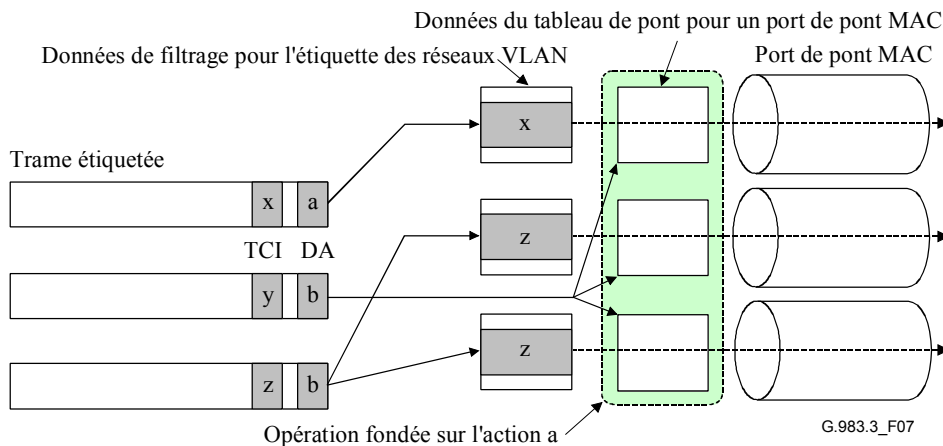 Données du tableau de pont pour un port de pont MAC
Données de filtrage pour l'étiquette des réseaux VLAN
Port de pont MAC
x
Trame étiquetée
x a
TCI DA
z
y b
z
z b
Opération fondée sur l'action a
G.983.3_F07